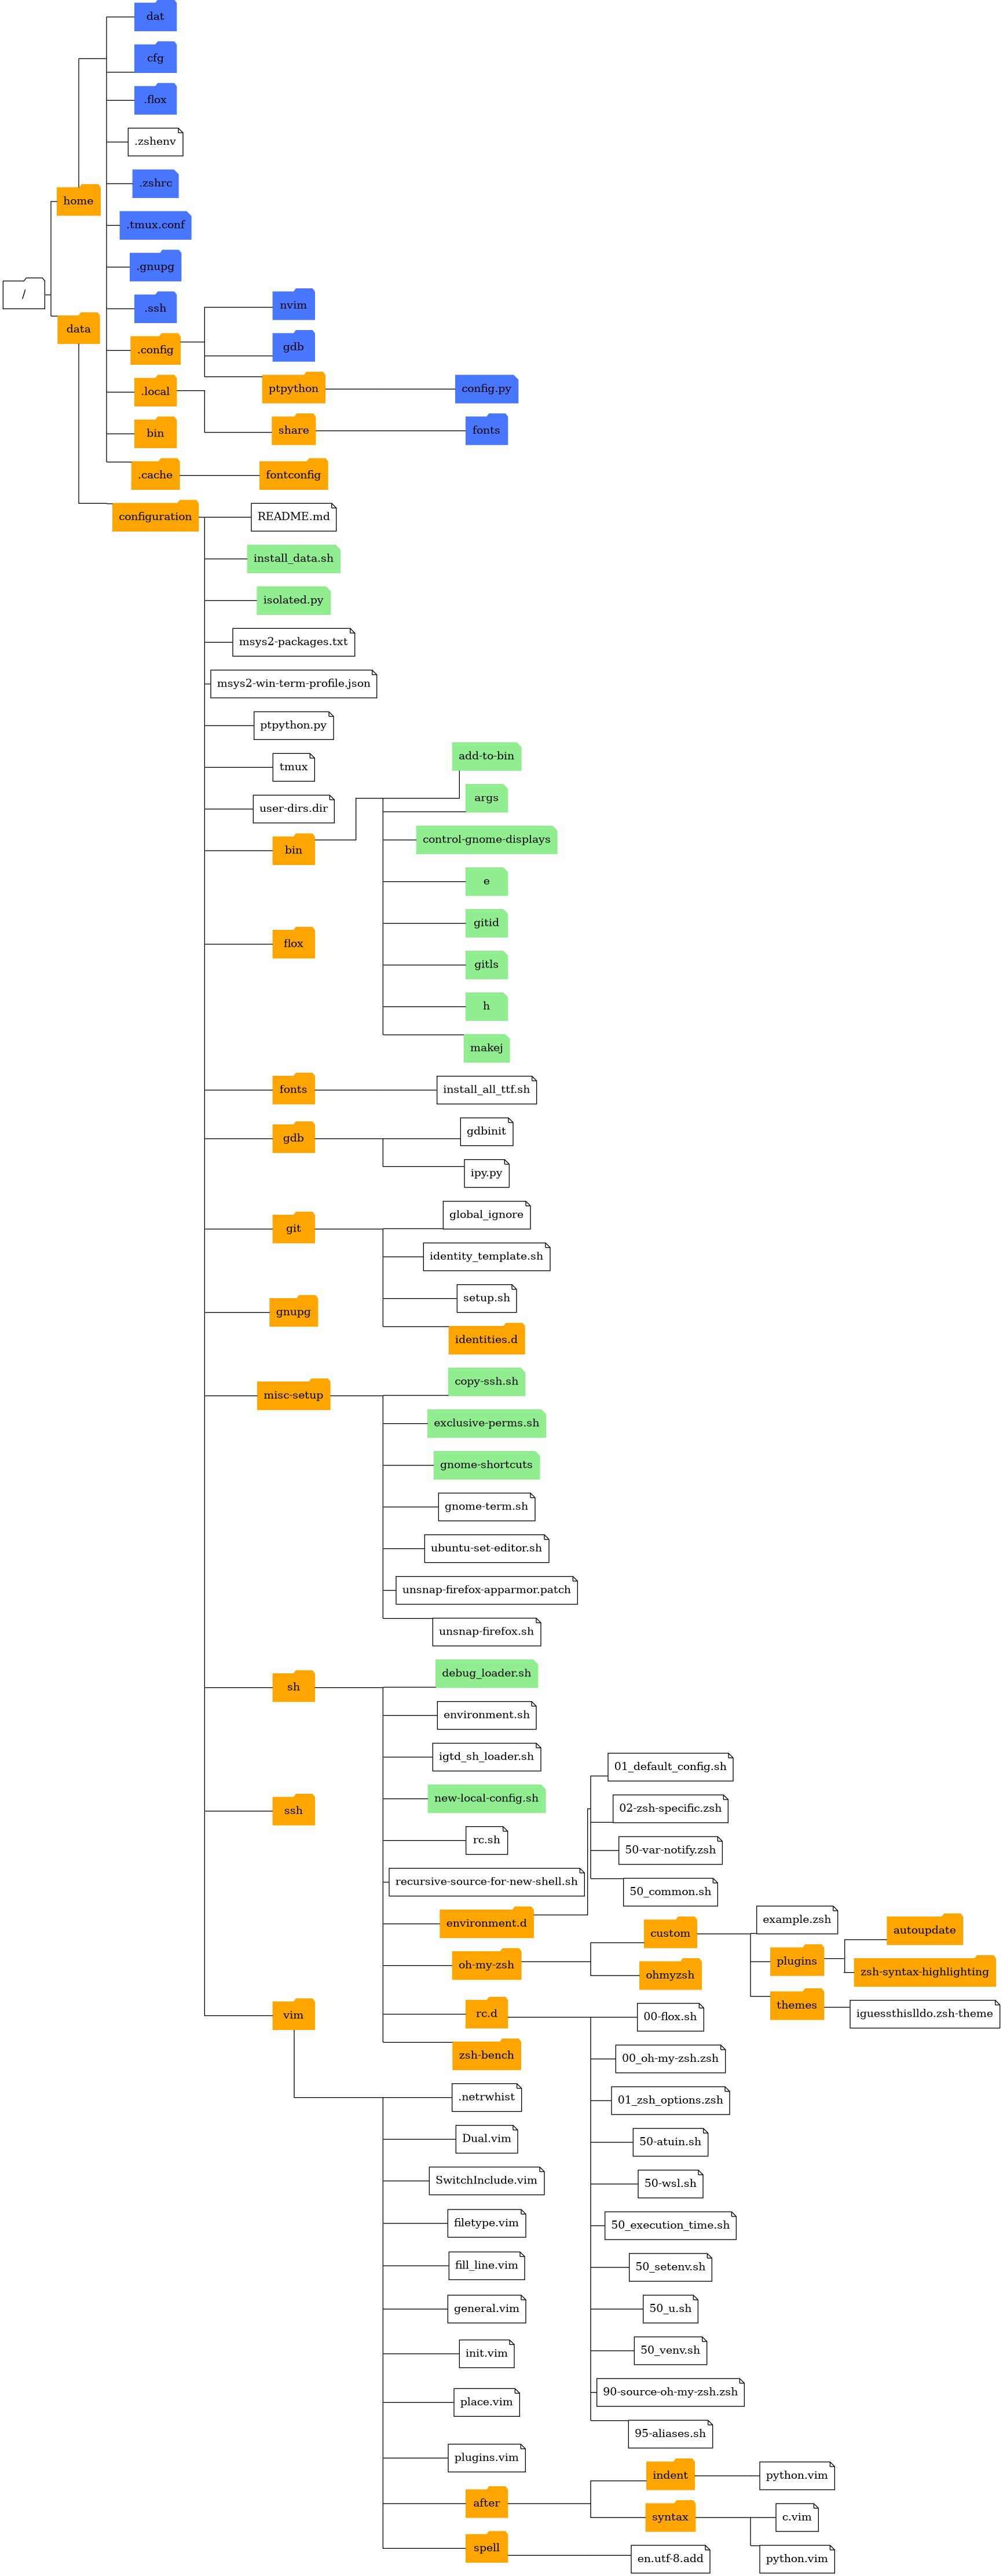 /
home
dat
cfg
.flox
.zshenv
.zshrc
.tmux.conf
.gnupg
.ssh
.config
nvim
gdb
ptpython
config.py
.local
share
fonts
bin
.cache
fontconfig
data
configuration
README.md
install_data.sh
isolated.py
msys2-packages.txt
msys2-win-term-profile.json
ptpython.py
tmux
user-dirs.dir
bin
add-to-bin
args
control-gnome-displays
e
gitid
gitls
h
makej
flox
fonts
install_all_ttf.sh
gdb
gdbinit
ipy.py
git
global_ignore
identity_template.sh
setup.sh
identities.d
gnupg
misc-setup
copy-ssh.sh
exclusive-perms.sh
gnome-shortcuts
gnome-term.sh
ubuntu-set-editor.sh
unsnap-firefox-apparmor.patch
unsnap-firefox.sh
sh
debug_loader.sh
environment.sh
igtd_sh_loader.sh
new-local-config.sh
rc.sh
recursive-source-for-new-shell.sh
environment.d
01_default_config.sh
02-zsh-specific.zsh
50-var-notify.zsh
50_common.sh
oh-my-zsh
custom
example.zsh
plugins
autoupdate
zsh-syntax-highlighting
themes
iguessthislldo.zsh-theme
ohmyzsh
rc.d
00-flox.sh
00_oh-my-zsh.zsh
01_zsh_options.zsh
50-atuin.sh
50-wsl.sh
50_execution_time.sh
50_setenv.sh
50_u.sh
50_venv.sh
90-source-oh-my-zsh.zsh
95-aliases.sh
zsh-bench
ssh
vim
.netrwhist
Dual.vim
SwitchInclude.vim
filetype.vim
fill_line.vim
general.vim
init.vim
place.vim
plugins.vim
after
indent
python.vim
syntax
c.vim
python.vim
spell
en.utf-8.add